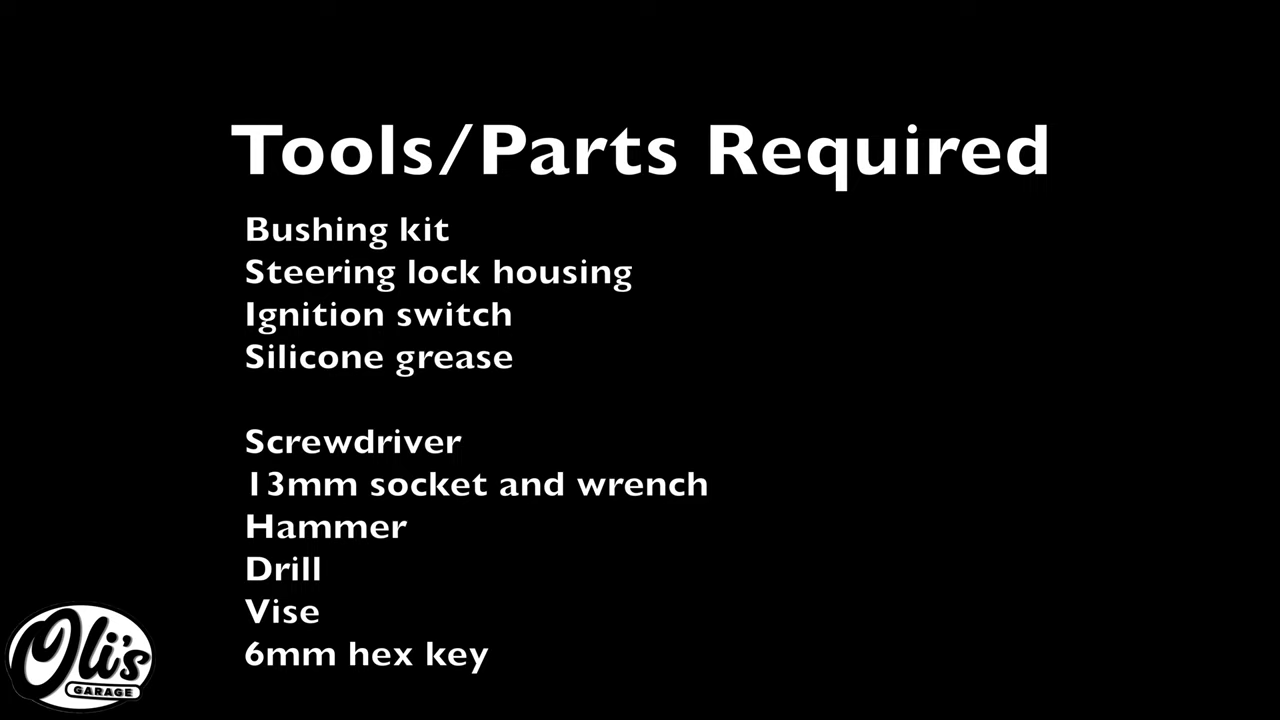 Tools/Parts Required
Bushing kit
Steering lock housing
Ignition switch
Silicone grease
Screwdriver
13mm socket and wrench
Hammer
Drill
Vise
6mm hex key
Oli's
GARAGE